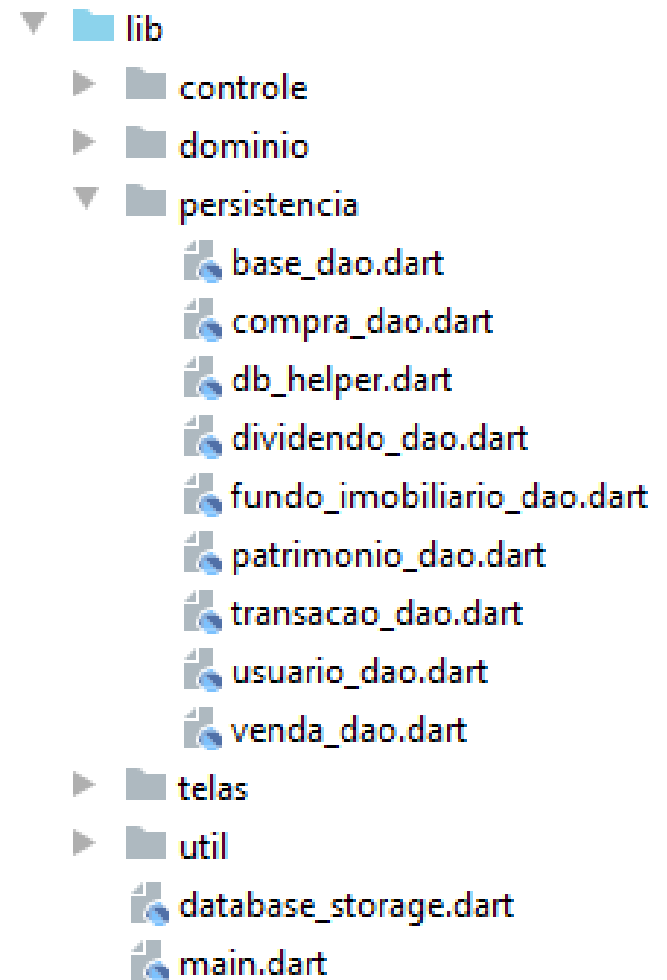 lib
controle
dominio
persistencia
base_dao.dart
compra_dao.dart
db_helper.dart
dividendo_dao.dart
fundo_imobiliario_dao.dart
patrimonio_dao.dart
transacao_dao.dart
usuario_dao.dart
venda_dao.dart
telas
util
database_storage.dart
main.dart